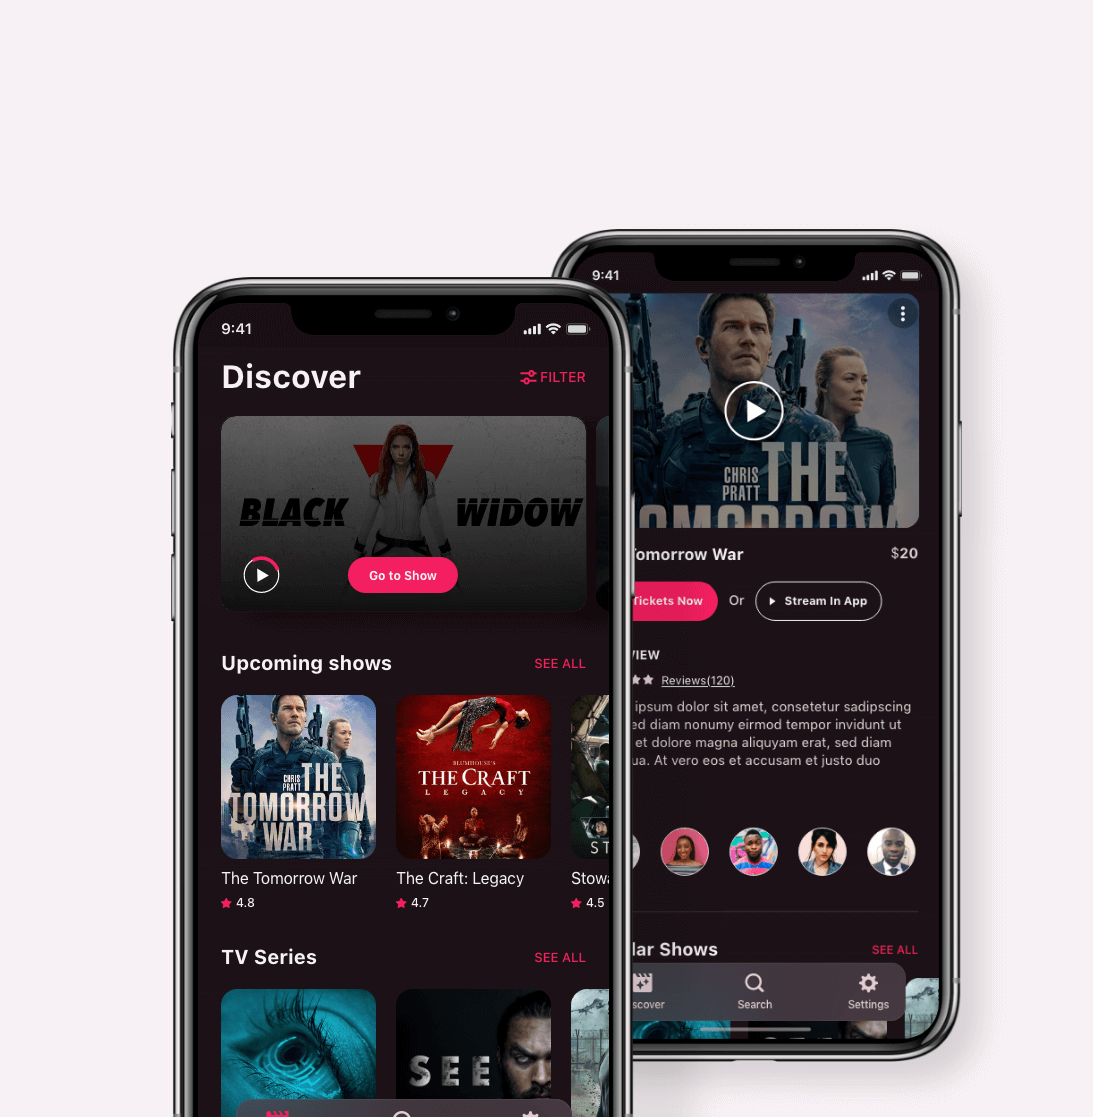 9:41
Discover
FILTER
BLACK WIDOW
Go to Show
Upcoming shows
SEE ALL
CHRIS PRATT THE
TOMORROW
WAR
BLUMHOUSE'S
THE CRAFT
LEGACY
ST
The Tomorrow War
The Craft: Legacy
Stowa
4.8
4.7
4.5
TV Series
SEE ALL
SEE
V.
9:41
CHRIS
PRATT
THE
TOMORROW
omorrow War
$20
Tickets Now
Or
Stream In App
VIEW
Reviews(120)
ipsum dolor sit amet, consetetur sadipscing
ed diam nonumy eirmod tempor invidunt ut
et dolore magna aliquyam erat, sed diam
ua. At vero eos et accusam et justo duo
lar Shows
SEE ALL
scover
Search
Settings